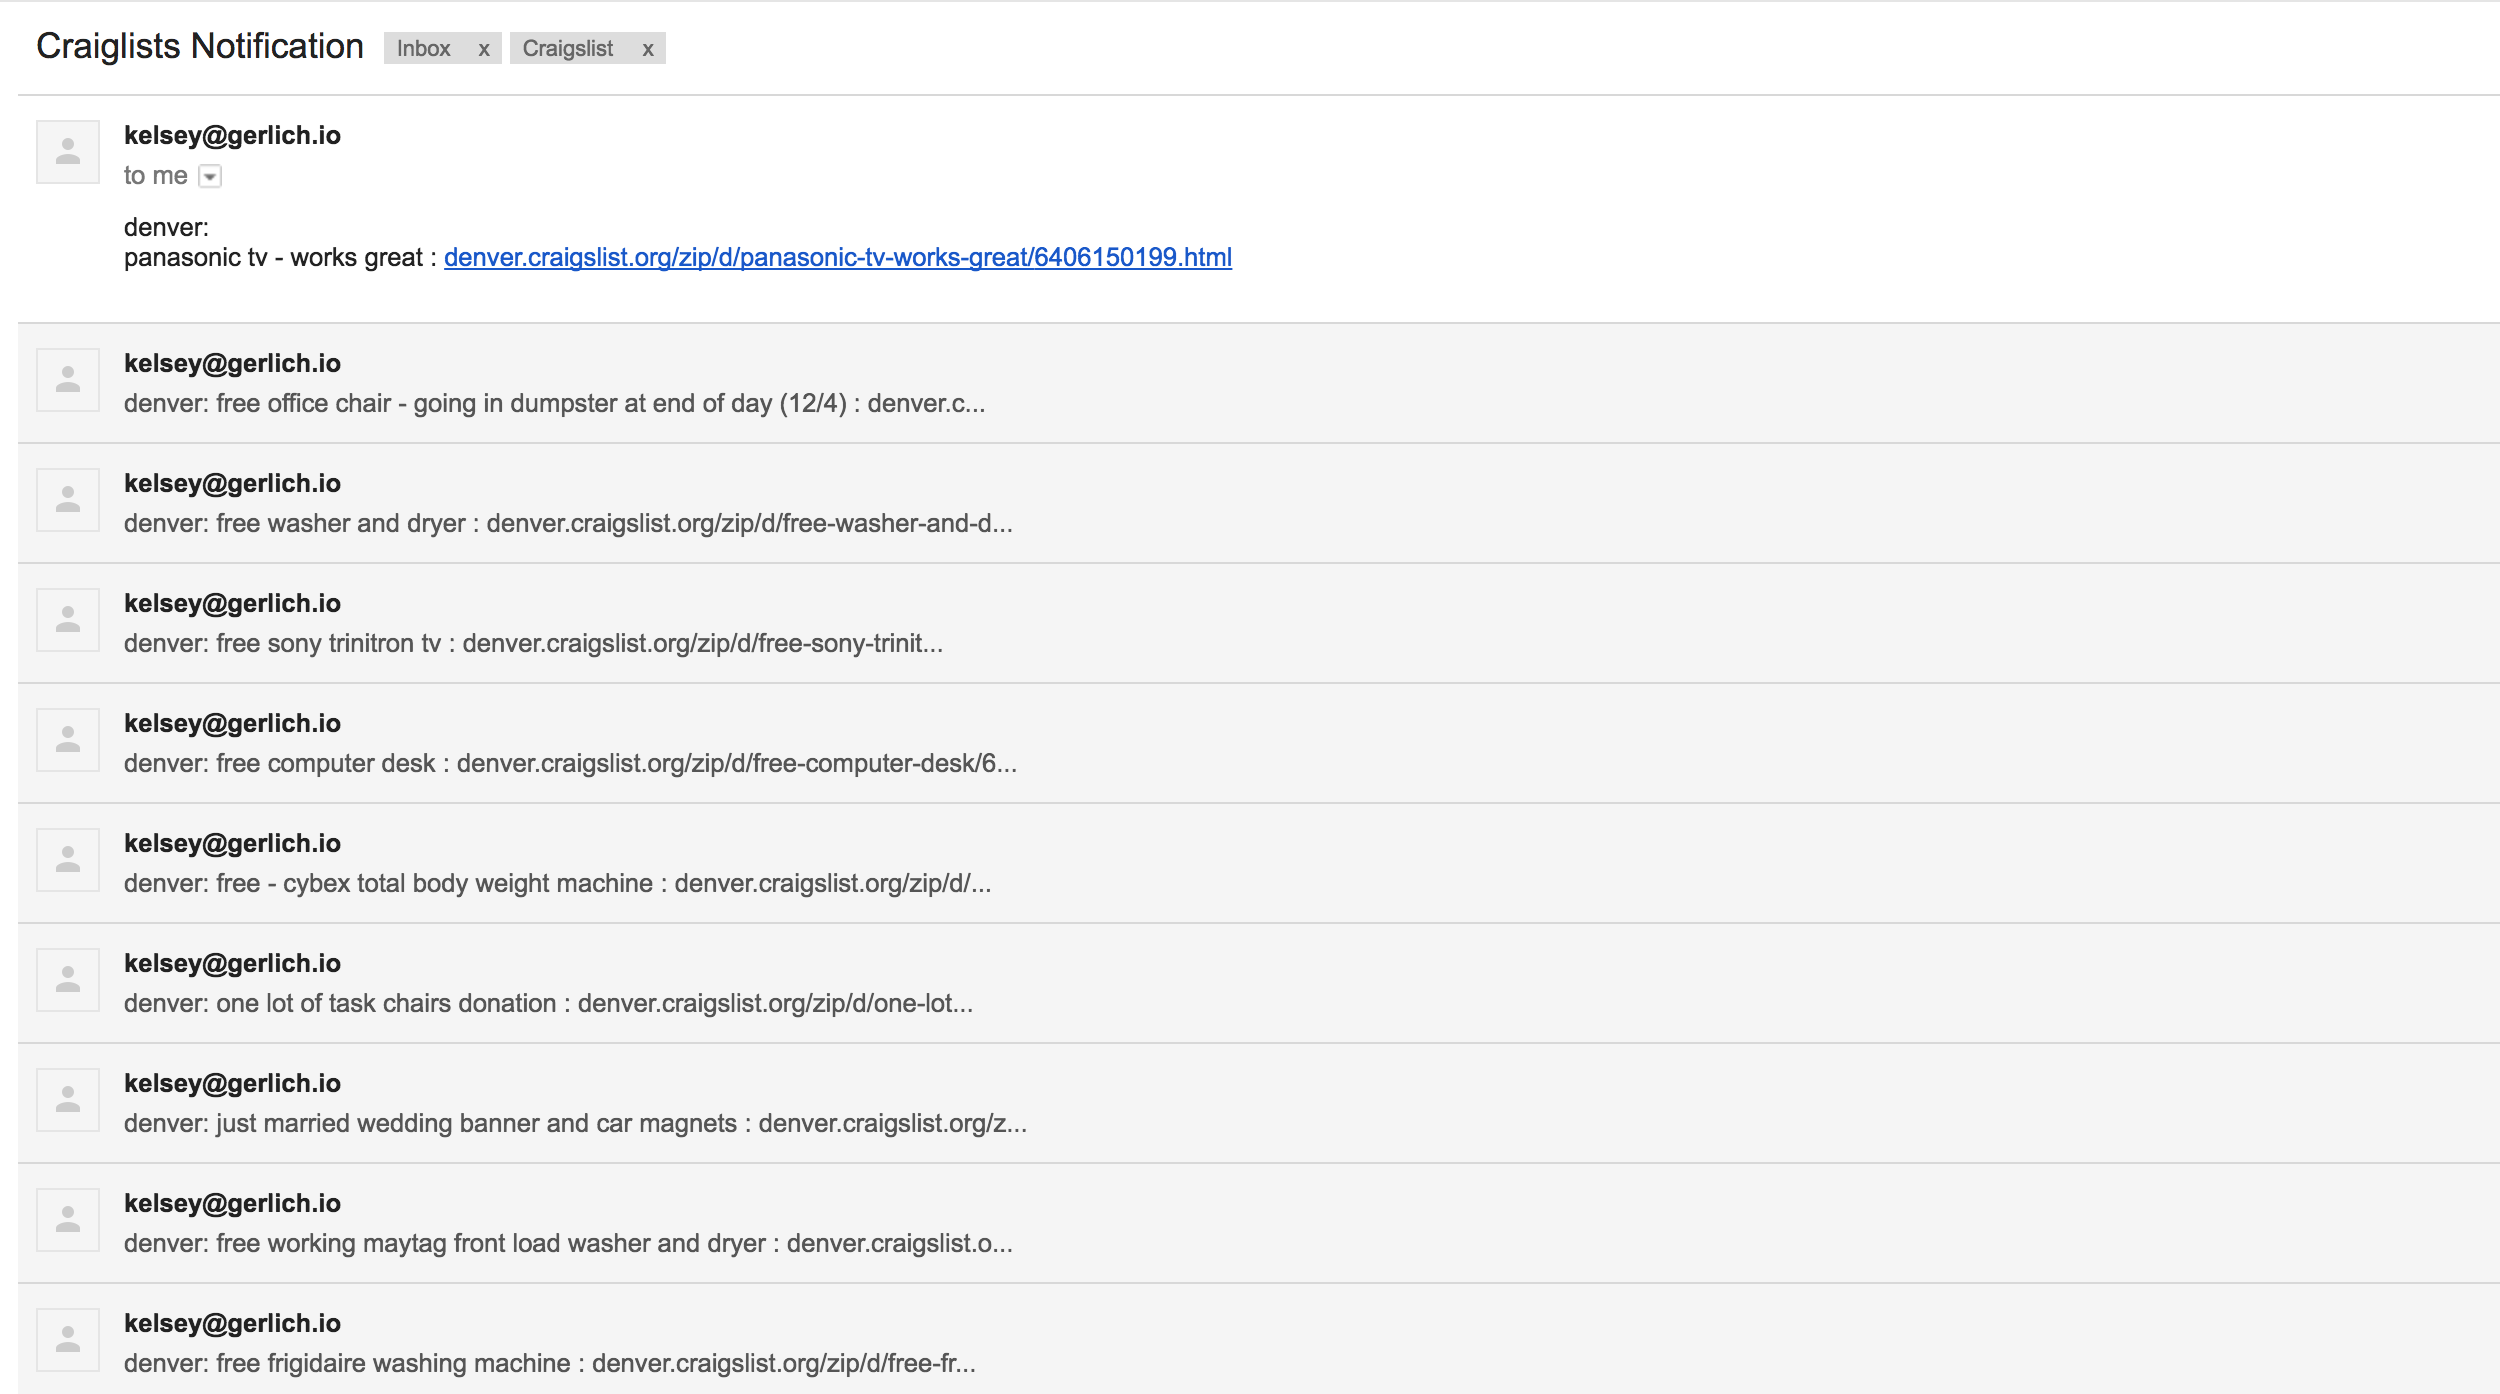 Craiglists Notification Inbox x Craigslist x
kelsey@gerlich.io
to me
denver:
panasonic tv - works great : denver.craigslist.org/zip/d/panasonic-tv-works-great/6406150199.html
kelsey@gerlich.io
denver: free office chair - going in dumpster at end of day (12/4) : denver.c...
kelsey@gerlich.io
denver: free washer and dryer : denver.craigslist.org/zip/d/free-washer-and-d...
kelsey@gerlich.io
denver: free sony trinitron tv : denver.craigslist.org/zip/d/free-sony-trinit...
kelsey@gerlich.io
denver: free computer desk : denver.craigslist.org/zip/d/free-computer-desk/6...
kelsey@gerlich.io
denver: free - cybex total body weight machine : denver.craigslist.org/zip/d/...
kelsey@gerlich.io
denver: one lot of task chairs donation : denver.craigslist.org/zip/d/one-lot...
kelsey@gerlich.io
denver: just married wedding banner and car magnets : denver.craigslist.org/z...
kelsey@gerlich.io
denver: free working maytag front load washer and dryer : denver.craigslist.o...
kelsey@gerlich.io
denver: free frigidaire washing machine : denver.craigslist.org/zip/d/free-fr...